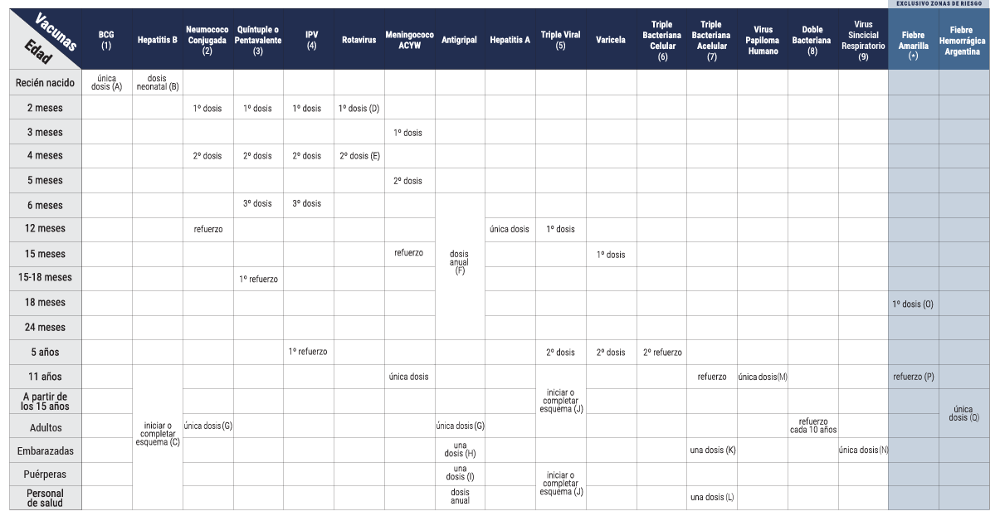 EXCLUSIVO ZONAS DE RIESGO
Vacunas
Edad
BCG
(1)
Hepatitis B
Neumococo
Conjugada
(2)
Quíntuple o
Pentavalente
(3)
IPV
(4)
Rotavirus
Meningococo
ACYW
Antigripal
Hepatitis A
Triple Viral
(5)
Varicela
Triple
Bacteriana
Celular
(6)
Triple
Bacteriana
Acelular
(7)
Virus
Papiloma
Humano
Doble
Bacteriana
(8)
Virus
Sincicial
Respiratorio
(9)
Fiebre
Amarilla
(*)
Fiebre
Hemorrágica
Argentina
Recién nacido
única
dosis (A)
dosis
neonatal (B)
2 meses
1º dosis
1º dosis
1º dosis
1º dosis (D)
3 meses
1º dosis
4 meses
2º dosis
2º dosis
2º dosis
2º dosis (E)
5 meses
2º dosis
6 meses
3º dosis
3º dosis
dosis
anual
(F)
12 meses
refuerzo
única dosis
1º dosis
15 meses
refuerzo
1º dosis
15-18 meses
1º refuerzo
18 meses
1º dosis (O)
24 meses
5 años
1º refuerzo
2º dosis
2º dosis
2º refuerzo
11 años
iniciar o
completar
esquema (C)
única dosis
iniciar o
completar
esquema (J)
refuerzo
única dosis(M)
refuerzo (P)
A partir de
los 15 años
única
dosis (Q)
Adultos
única dosis (G)
única dosis (G)
refuerzo
cada 10 años
Embarazadas
una
dosis (H)
una dosis (K)
única dosis (N)
Puérperas
una
dosis (I)
iniciar o
completar
esquema (J)
Personal
de salud
dosis
anual
una dosis (L)